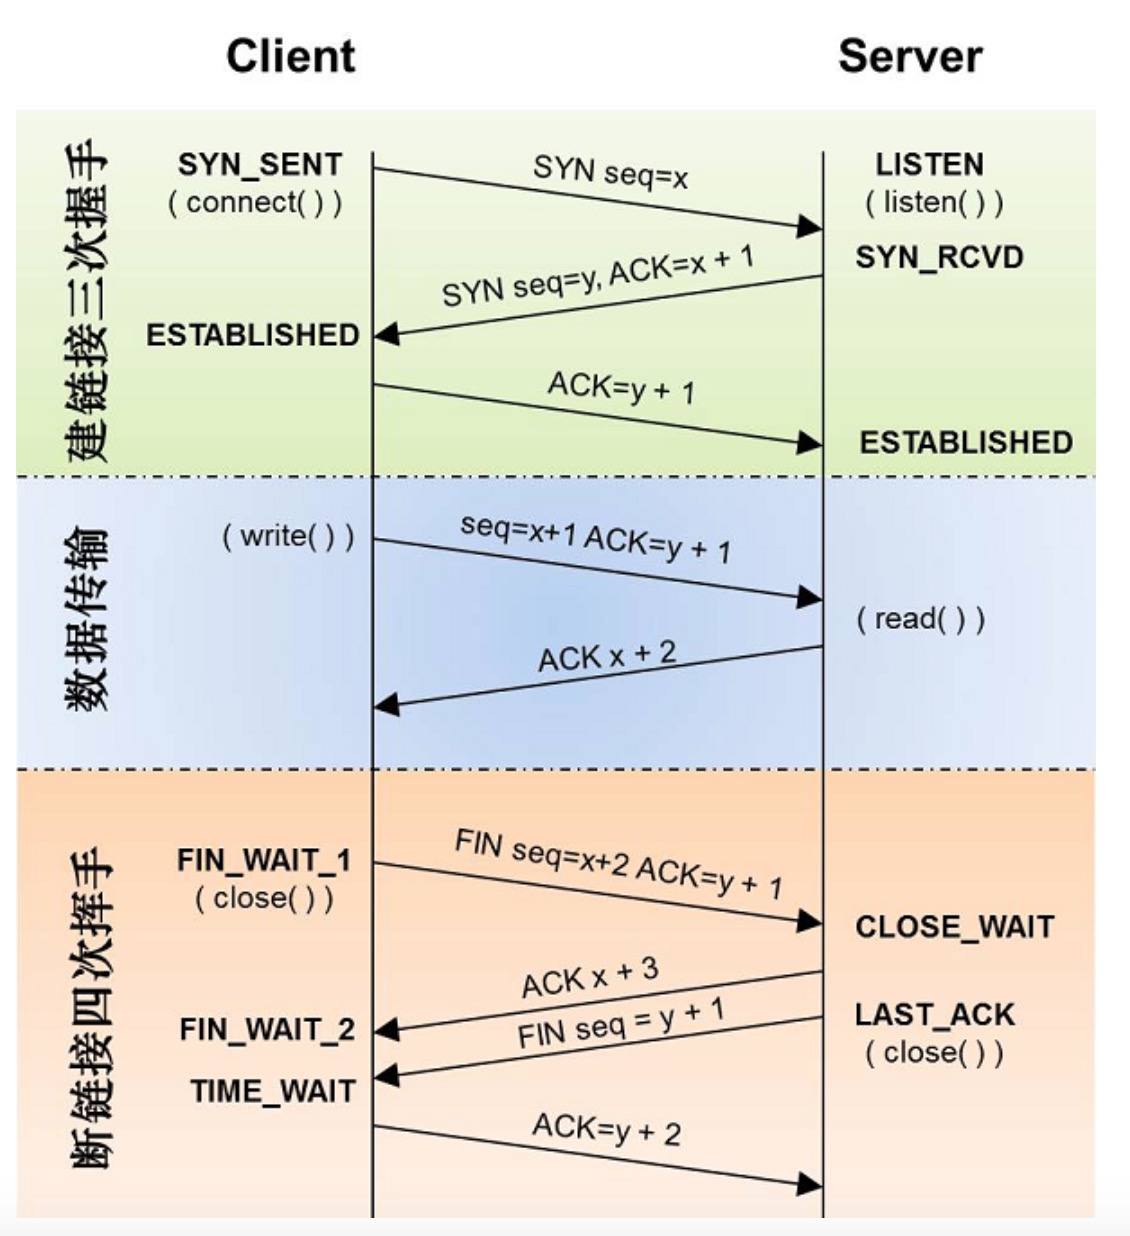 Client
Server
建链接三次握手
SYN_SENT
( connect( ) )
SYN seq=x
LISTEN
( listen( ) )
SYN_RCVD
SYN seq=y, ACK=x + 1
ESTABLISHED
ACK=y + 1
ESTABLISHED
数据传输
( write( ) )
seq=x+1 ACK=y + 1
( read( ) )
ACK x + 2
断链接四次挥手
FIN_WAIT_1
( close( ) )
FIN seq=x+2 ACK=y + 1
CLOSE_WAIT
ACK x + 3
FIN_WAIT_2
FIN seq = y + 1
LAST_ACK
( close( ) )
TIME_WAIT
ACK=y + 2